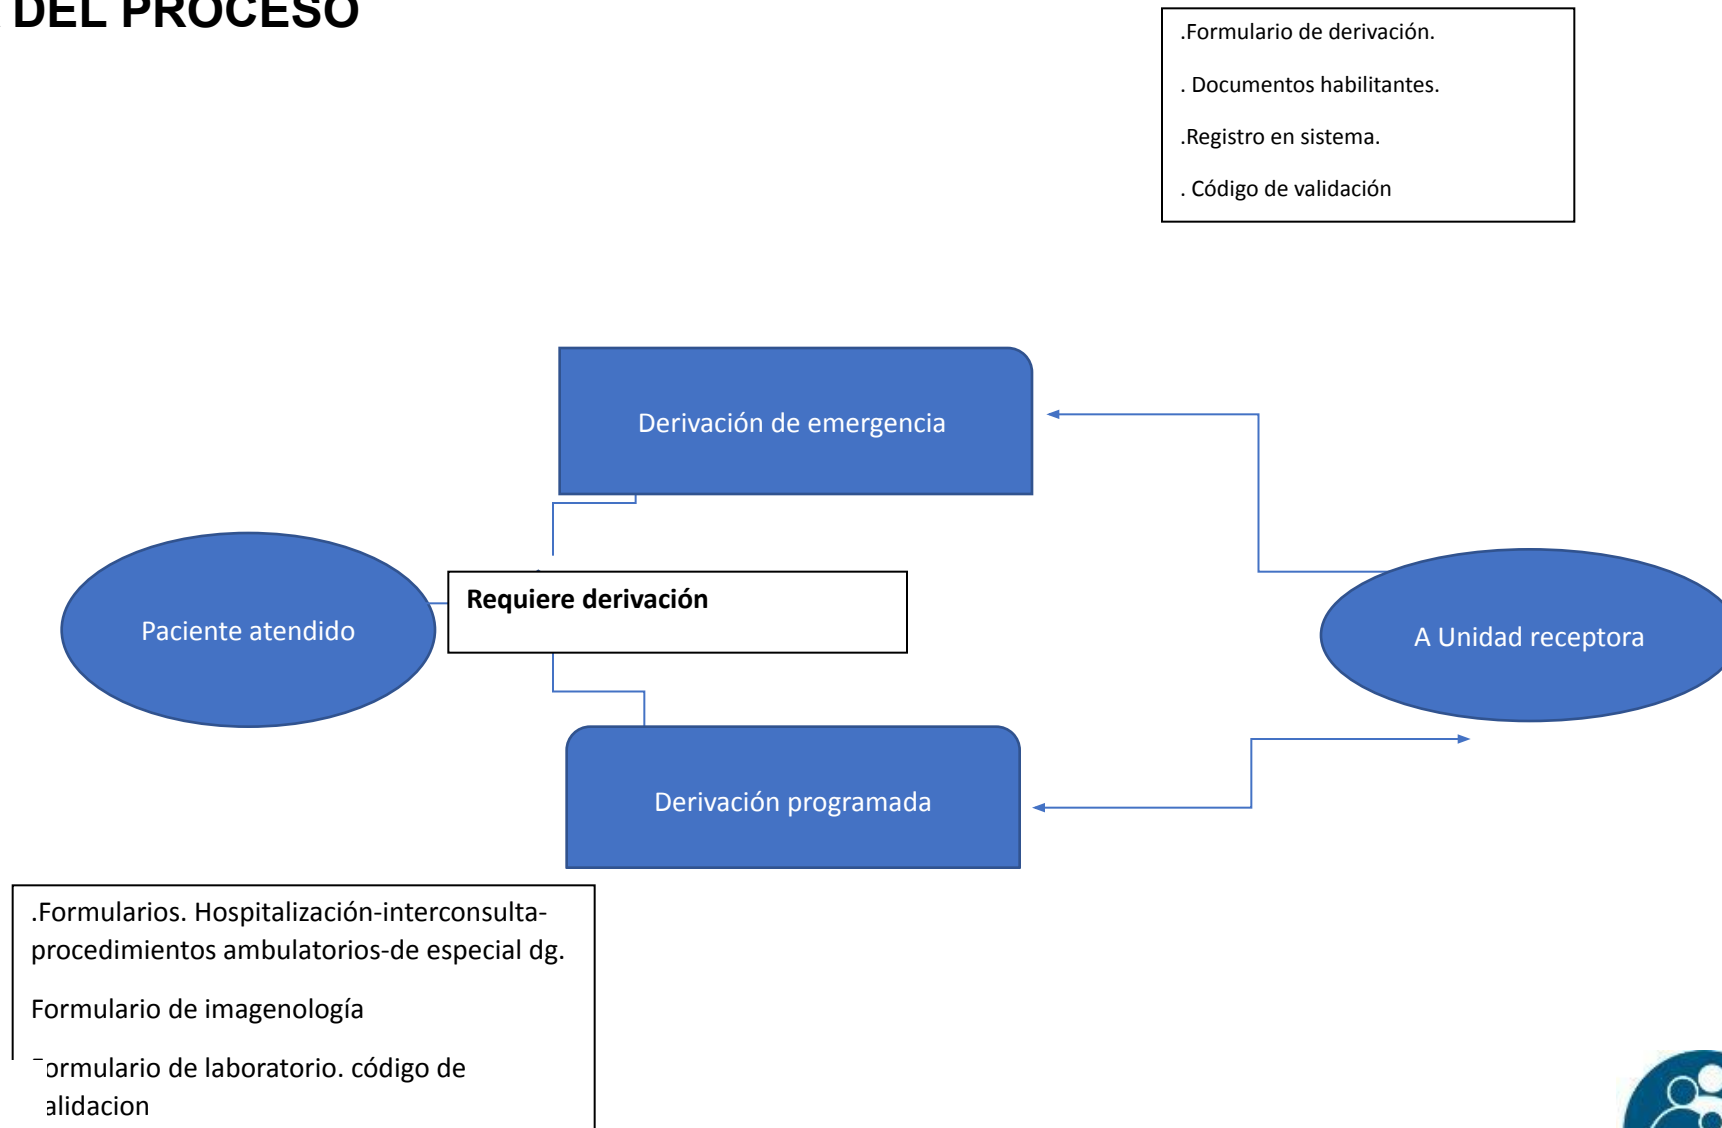 DEL PROCESO
.Formulario de derivación.
. Documentos habilitantes.
.Registro en sistema.
. Código de validación
Derivación de emergencia
Paciente atendido
Requiere derivación
A Unidad receptora
Derivación programada
.Formularios. Hospitalización-interconsulta-
procedimientos ambulatorios-de especial dg.
Formulario de imagenología
ormulario de laboratorio. código de
alidacion